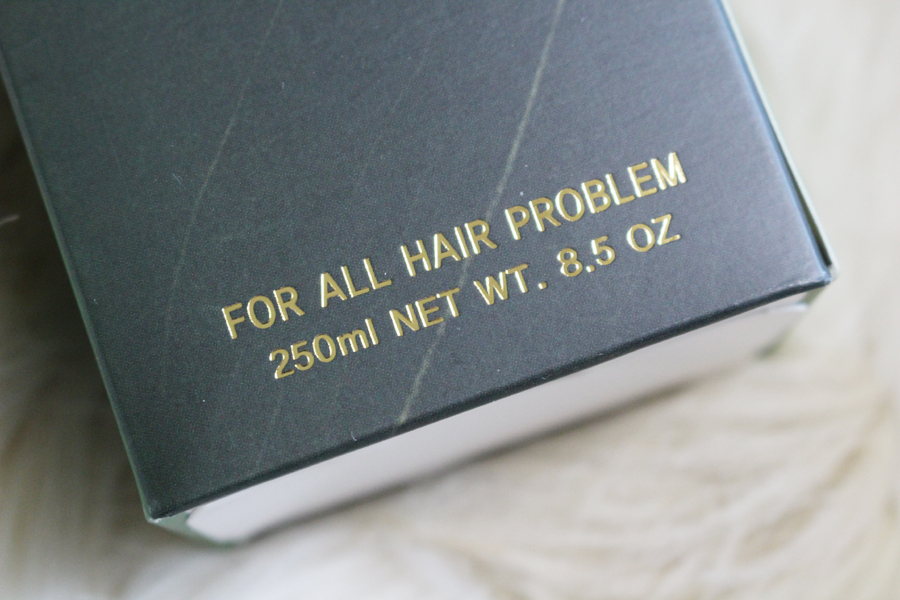 FOR ALL HAIR PROBLEM
250ml NET WT. 8.5 OZ